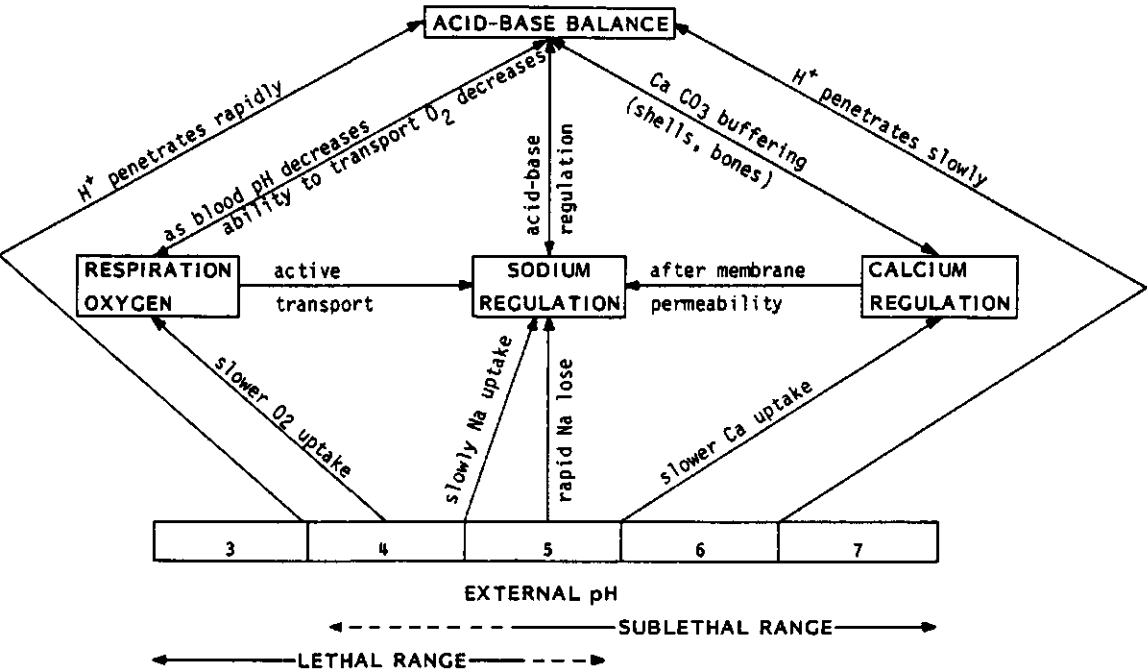 ACID-BASE BALANCE
H+ penetrates rapidly
as blood pH decreases
ability to transport O2 decreases
acid-base
regulation
Ca CO3 buffering
(shells, bones)
H+ penetrates slowly
RESPIRATION
OXYGEN
active
transport
SODIUM
REGULATION
after membrane
permeability
CALCIUM
REGULATION
slower O2 uptake
slowly Na uptake
rapid Na lose
slower Ca uptake
3 4 5 6 7
EXTERNAL pH
SUBLETHAL RANGE
LETHAL RANGE